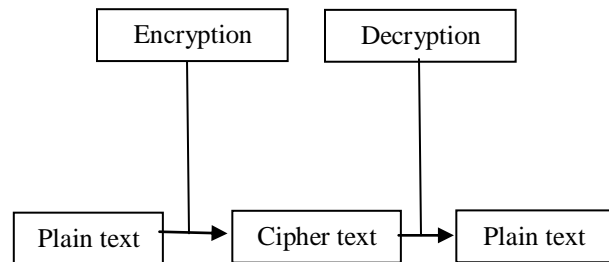 Encryption
Decryption
Plain text
Cipher text
Plain text